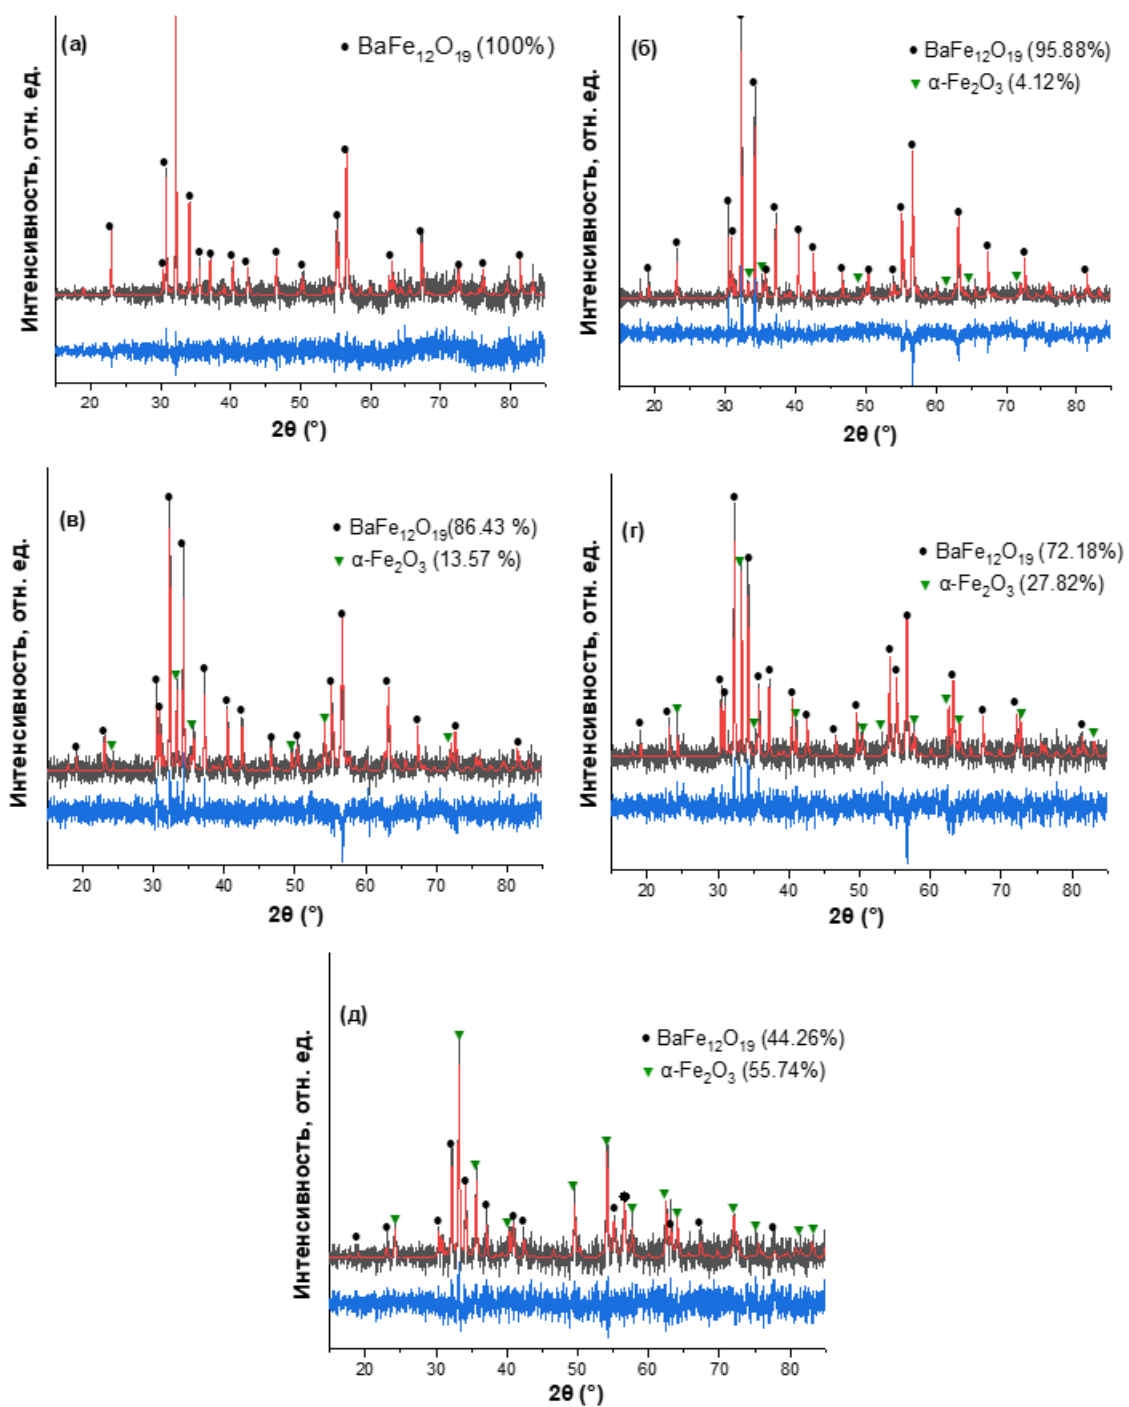 (а)
• BaFe₁₂O₁₉ (100%)
Интенсивность, отн. ед.
20 30 40 50 60 70 80
2θ (°)
(б)
• BaFe₁₂O₁₉ (95.88%)
▼ α-Fe₂O₃ (4.12%)
Интенсивность, отн. ед.
20 30 40 50 60 70 80
2θ (°)
(в)
• BaFe₁₂O₁₉(86.43 %)
▼ α-Fe₂O₃ (13.57 %)
Интенсивность, отн. ед.
20 30 40 50 60 70 80
2θ (°)
(г)
• BaFe₁₂O₁₉ (72.18%)
▼ α-Fe₂O₃ (27.82%)
Интенсивность, отн. ед.
20 30 40 50 60 70 80
2θ (°)
(д)
• BaFe₁₂O₁₉ (44.26%)
▼ α-Fe₂O₃ (55.74%)
Интенсивность, отн. ед.
20 30 40 50 60 70 80
2θ (°)